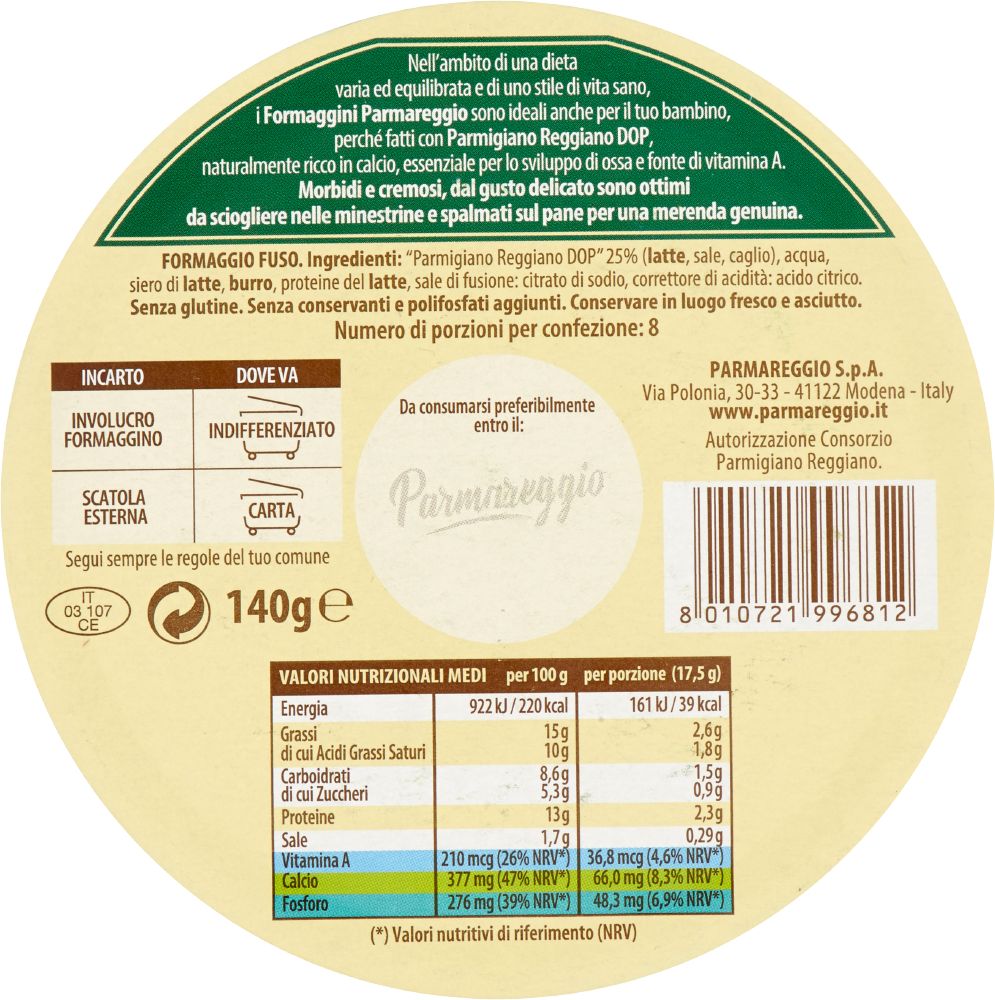 Nell'ambito di una dieta
varia ed equilibrata e di uno stile di vita sano,
i Formaggini Parmareggio sono ideali anche per il tuo bambino,
perché fatti con Parmigiano Reggiano DOP,
naturalmente ricco in calcio, essenziale per lo sviluppo di ossa e fonte di vitamina A.
Morbidi e cremosi, dal gusto delicato sono ottimi
da sciogliere nelle minestrine e spalmati sul pane per una merenda genuina.
FORMAGGIO FUSO. Ingredienti: "Parmigiano Reggiano DOP" 25% (latte, sale, caglio), acqua,
siero di latte, burro, proteine del latte, sale di fusione: citrato di sodio, correttore di acidità: acido citrico.
Senza glutine. Senza conservanti e polifosfati aggiunti. Conservare in luogo fresco e asciutto.
Numero di porzioni per confezione: 8
INCARTO DOVE VA
INVOLUCRO
FORMAGGINO
INDIFFERENZIATO
SCATOLA
ESTERNA
CARTA
Segui sempre le regole del tuo comune
IT
03 107
CE
140g e
Da consumarsi preferibilmente
entro il:
Parmareggio
PARMAREGGIO S.p.A.
Via Polonia, 30-33 - 41122 Modena - Italy
www.parmareggio.it
Autorizzazione Consorzio
Parmigiano Reggiano.
8 010721 996812
VALORI NUTRIZIONALI MEDI per 100 g per porzione (17,5 g)
Energia 922 kJ / 220 kcal 161 kJ / 39 kcal
Grassi 15 g 2,6 g
di cui Acidi Grassi Saturi 10 g 1,8 g
Carboidrati 8,6 g 1,5 g
di cui Zuccheri 5,3 g 0,9 g
Proteine 13 g 2,3 g
Sale 1,7 g 0,29 g
Vitamina A 210 mcg (26% NRV*) 36,8 mcg (4,6% NRV*)
Calcio 377 mg (47% NRV*) 66,0 mg (8,3% NRV*)
Fosforo 276 mg (39% NRV*) 48,3 mg (6,9% NRV*)
(*) Valori nutritivi di riferimento (NRV)